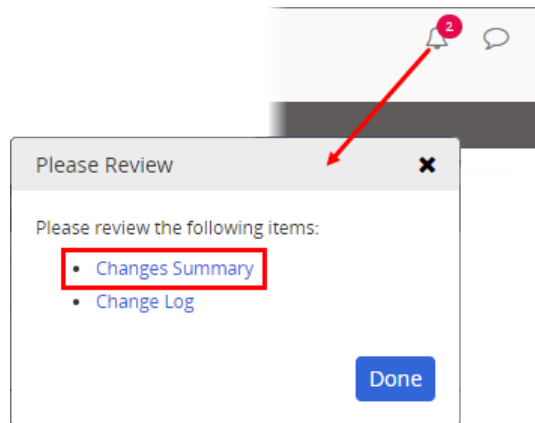 2
Please Review
Please review the following items:
Changes Summary
Change Log
Done